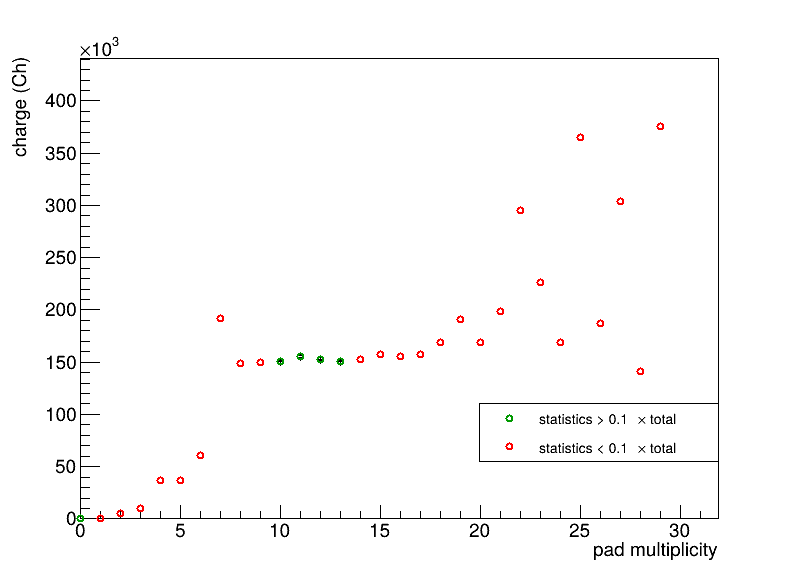 ×10³
charge (Ch)
400
350
300
250
200
150
100
50
0
0 5 10 15 20 25 30
pad multiplicity
statistics > 0.1 × total
statistics < 0.1 × total